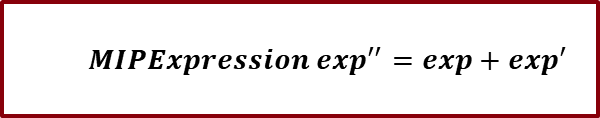 MIPExpression exp′′ = exp + exp′